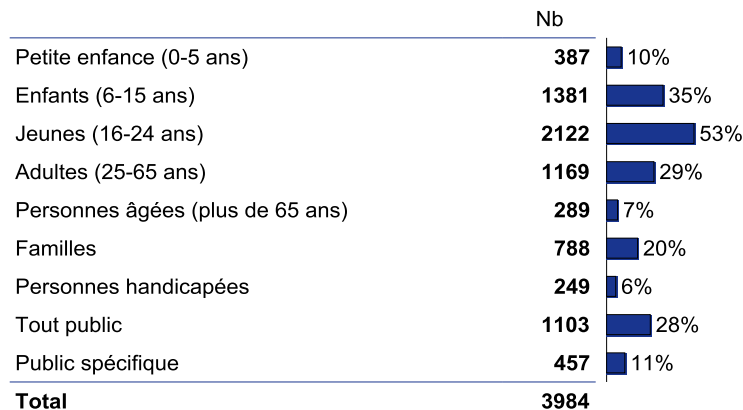 Nb
Petite enfance (0-5 ans) 387 10%
Enfants (6-15 ans) 1381 35%
Jeunes (16-24 ans) 2122 53%
Adultes (25-65 ans) 1169 29%
Personnes âgées (plus de 65 ans) 289 7%
Familles 788 20%
Personnes handicapées 249 6%
Tout public 1103 28%
Public spécifique 457 11%
Total 3984